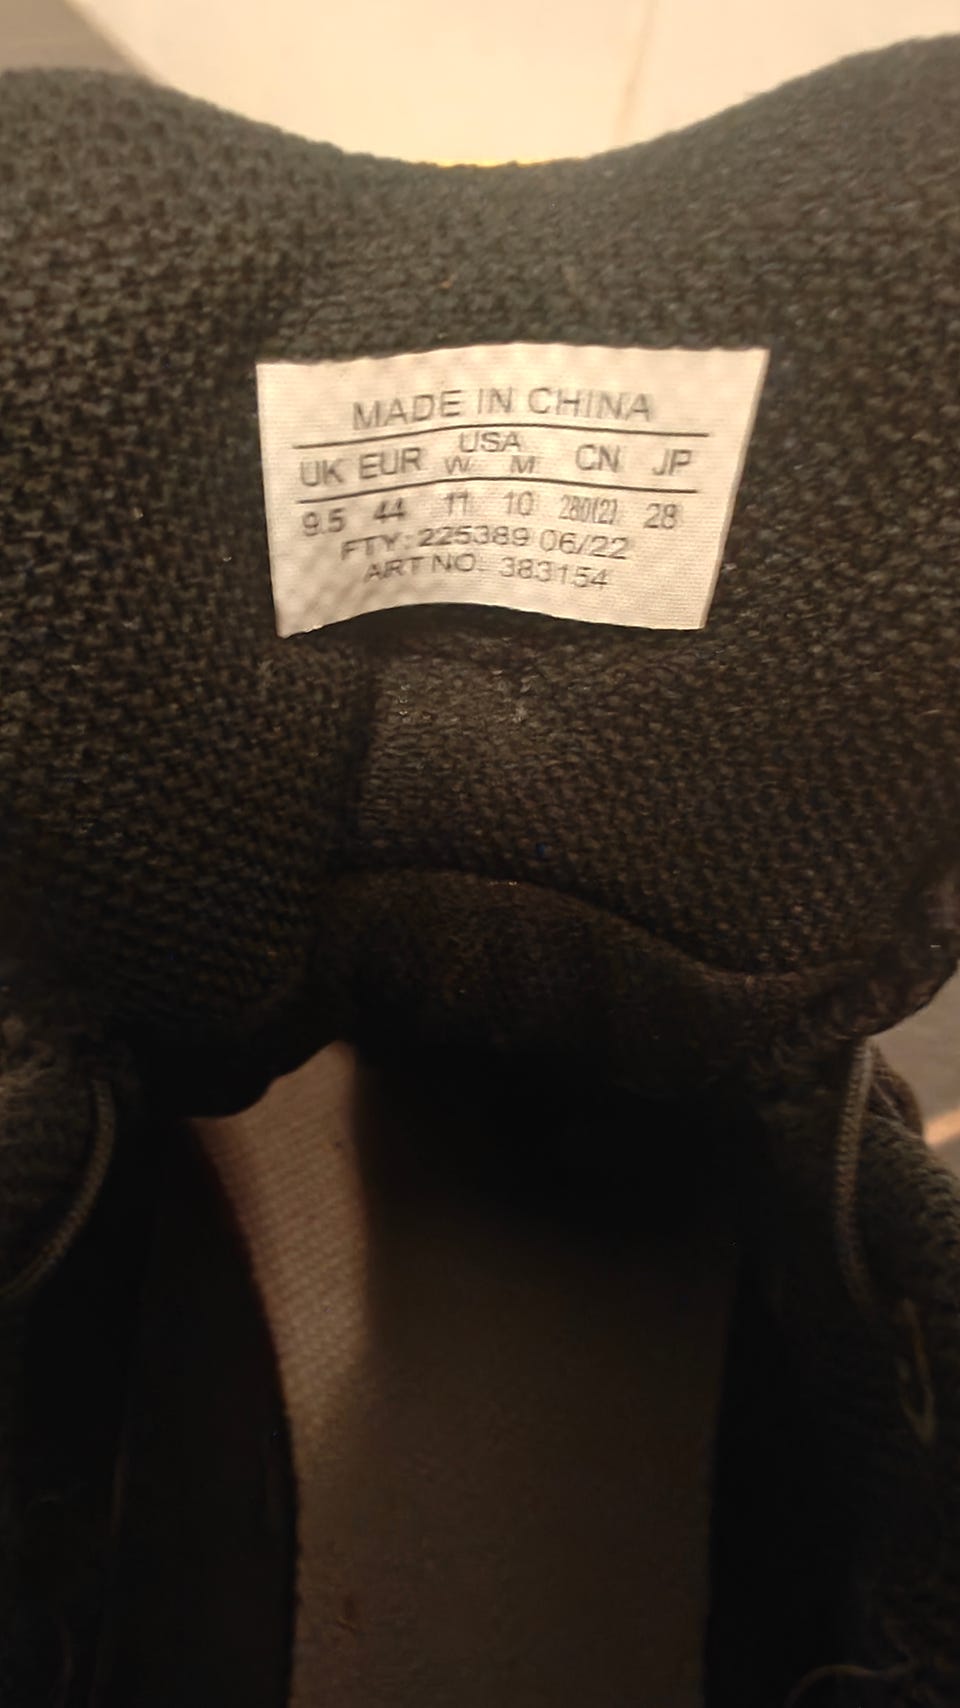 MADE IN CHINA
USA
UK EUR W M CN JP
9.5 44 11 10 280(2) 28
FTY: 225389 06/22
ART NO. 383154